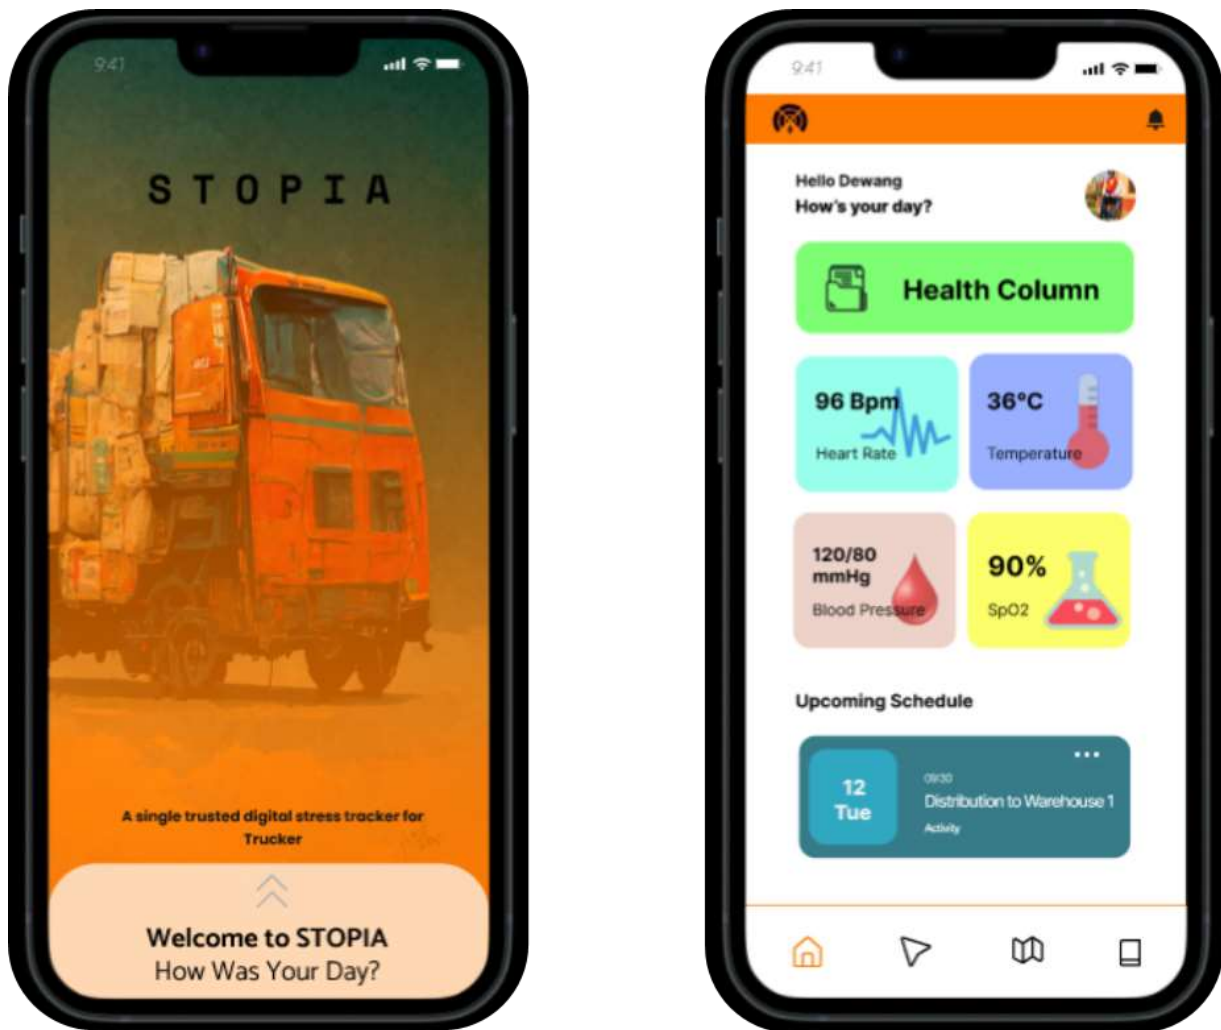 9:41
STOPIA
A single trusted digital stress tracker for
Trucker
Welcome to STOPIA
How Was Your Day?
9:41
Hello Dewang
How's your day?
Health Column
96 Bpm
Heart Rate
36°C
Temperature
120/80
mmHg
Blood Pressure
90%
SpO2
Upcoming Schedule
12
Tue
09:30
Distribution to Warehouse 1
Activity